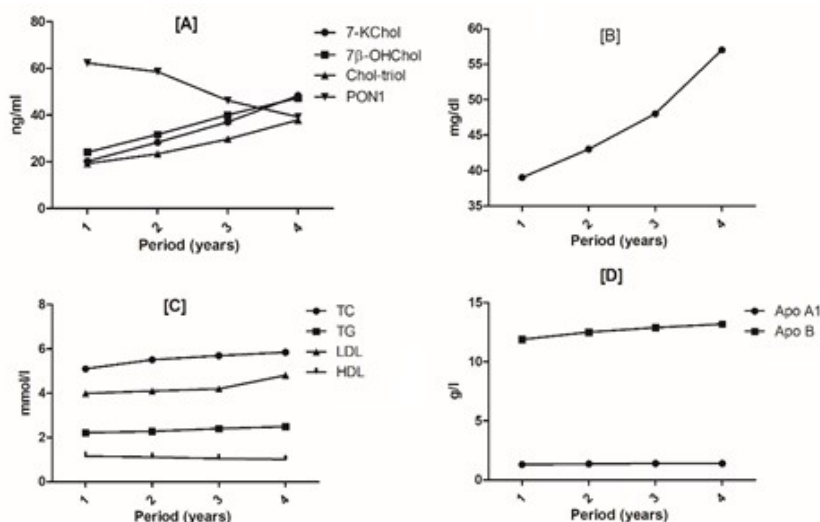 [A]
7-KChol
7β-OHChol
Chol-triol
PON1
ng/ml
80
60
40
20
0
1 2 3 4
Period (years)
[B]
mg/dl
60
55
50
45
40
35
1 2 3 4
Period (years)
[C]
TC
TG
LDL
HDL
mmol/l
8
6
4
2
0
1 2 3 4
Period (years)
[D]
Apo A1
Apo B
g/l
15
10
5
0
1 2 3 4
Period (years)